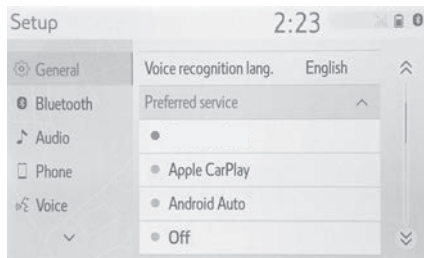 Setup
2:23
General
Bluetooth
Audio
Phone
Voice
Voice recognition lang. English
Preferred service
Apple CarPlay
Android Auto
Off